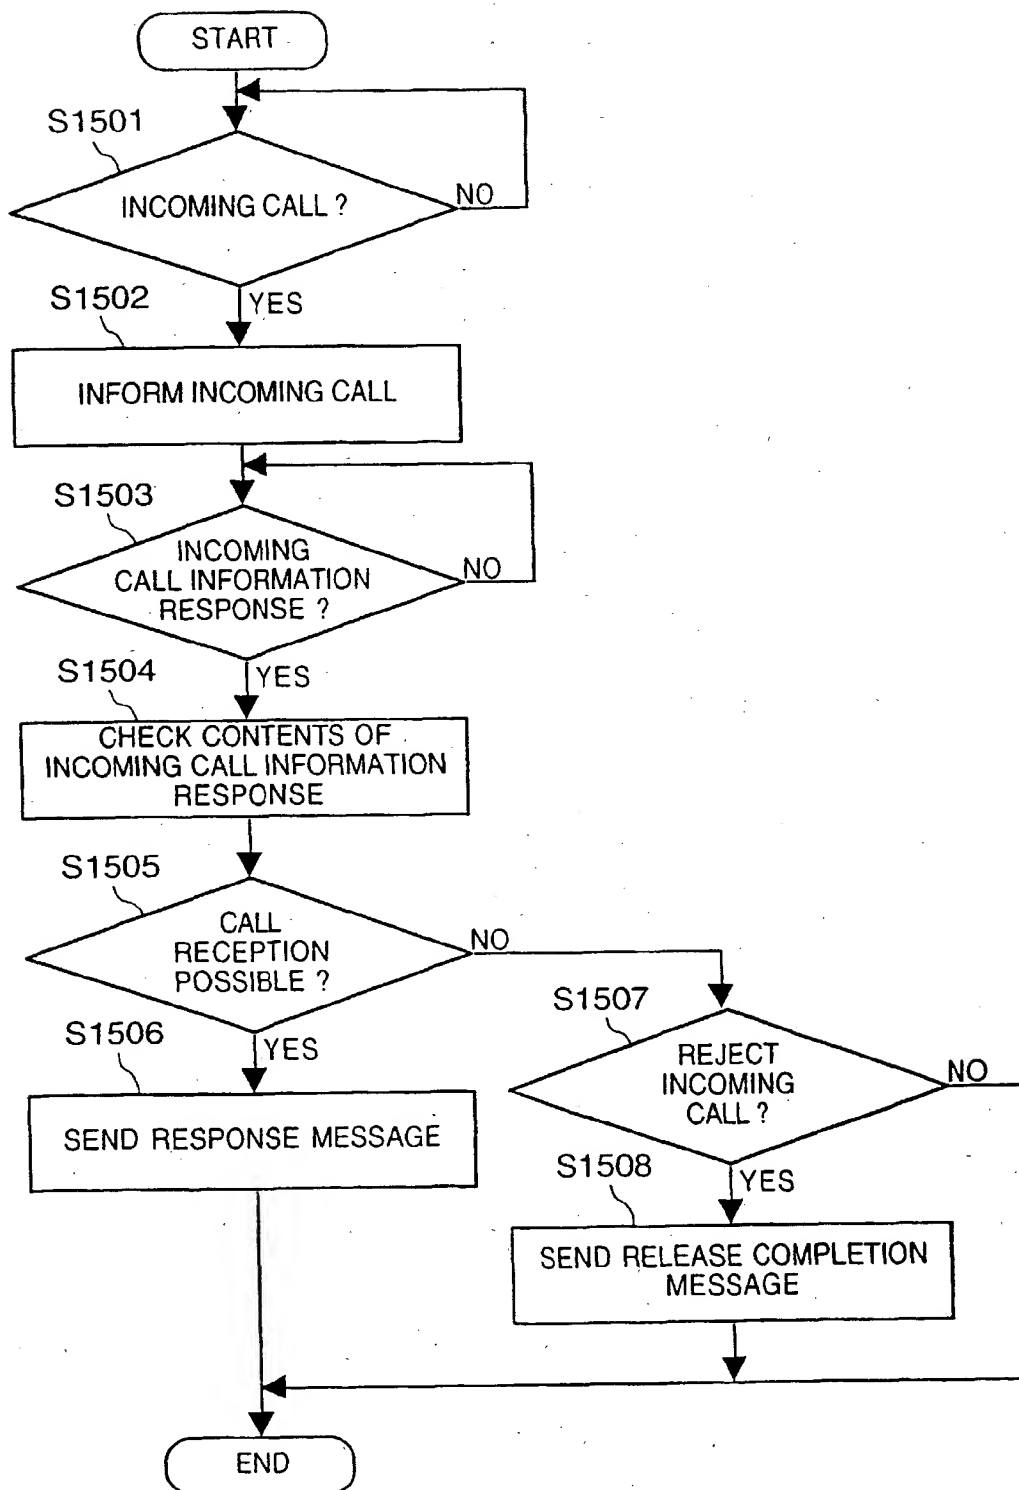 START
S1501
INCOMING CALL ?
NO
YES
S1502
INFORM INCOMING CALL
S1503
INCOMING
CALL INFORMATION
RESPONSE ?
NO
YES
S1504
CHECK CONTENTS OF
INCOMING CALL INFORMATION
RESPONSE
S1505
CALL
RECEPTION
POSSIBLE ?
NO
YES
S1506
SEND RESPONSE MESSAGE
S1507
REJECT
INCOMING
CALL ?
NO
YES
S1508
SEND RELEASE COMPLETION
MESSAGE
END